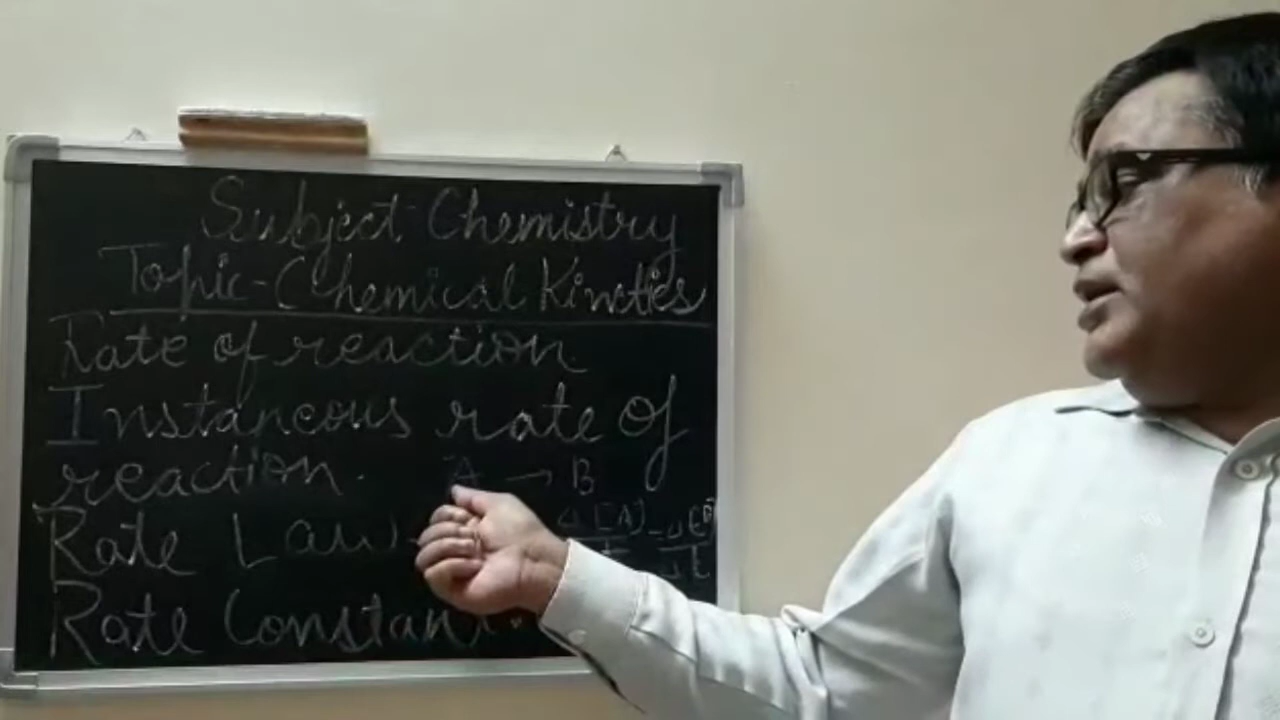 Subject-Chemistry
Topic-Chemical Kinetics
Rate of reaction.
Instancous rate of
reaction. A → B
Rate Law- Δ[A]
Rate Constant.